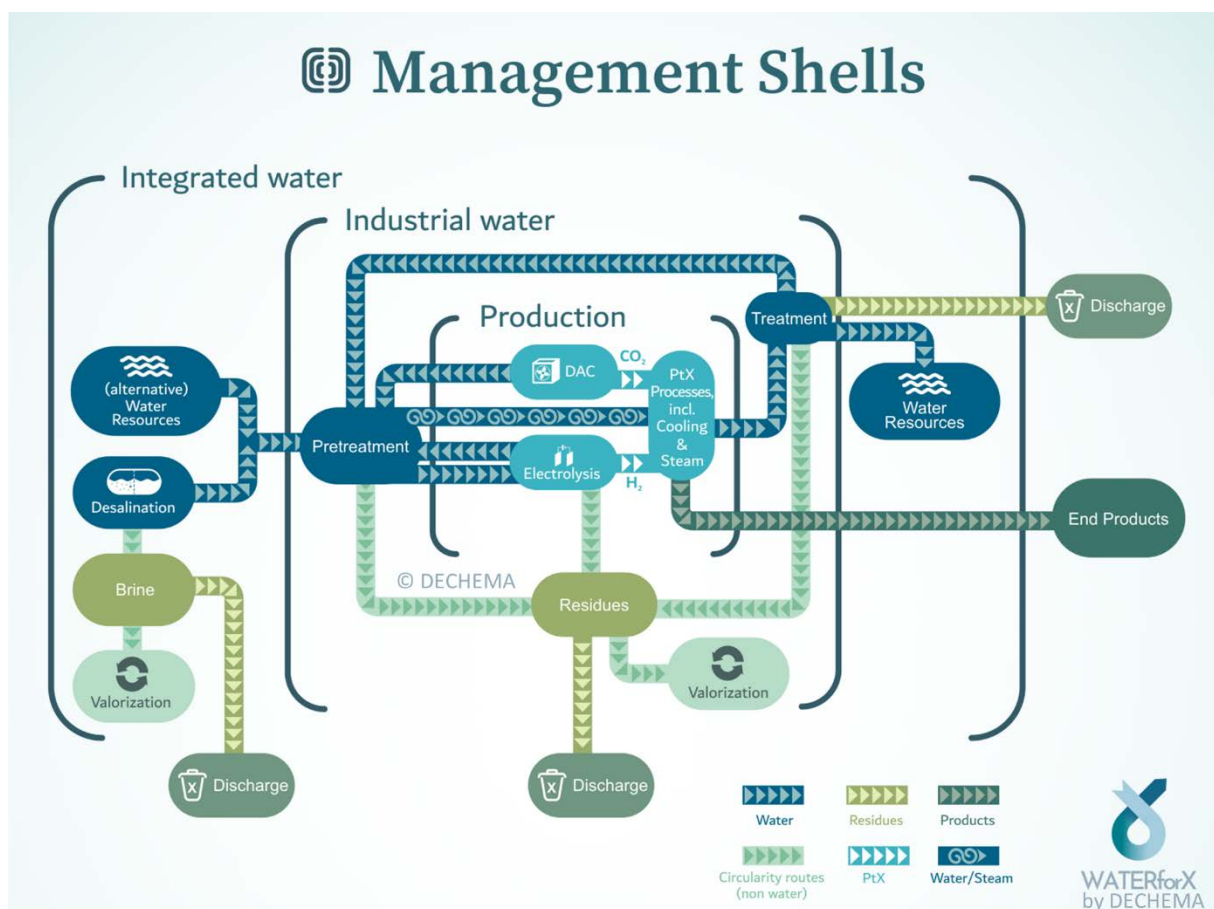 Management Shells
Integrated water
Industrial water
Production
(alternative)
Water
Resources
Desalination
Brine
Valorization
Discharge
Pretreatment
DAC
CO₂
Electrolysis
H₂
PtX
Processes,
incl.
Cooling
&
Steam
Treatment
Discharge
Water
Resources
End Products
© DECHEMA
Residues
Valorization
Discharge
Water
Residues
Products
Circularity routes
(non water)
PtX
Water/Steam
WATERforX
by DECHEMA